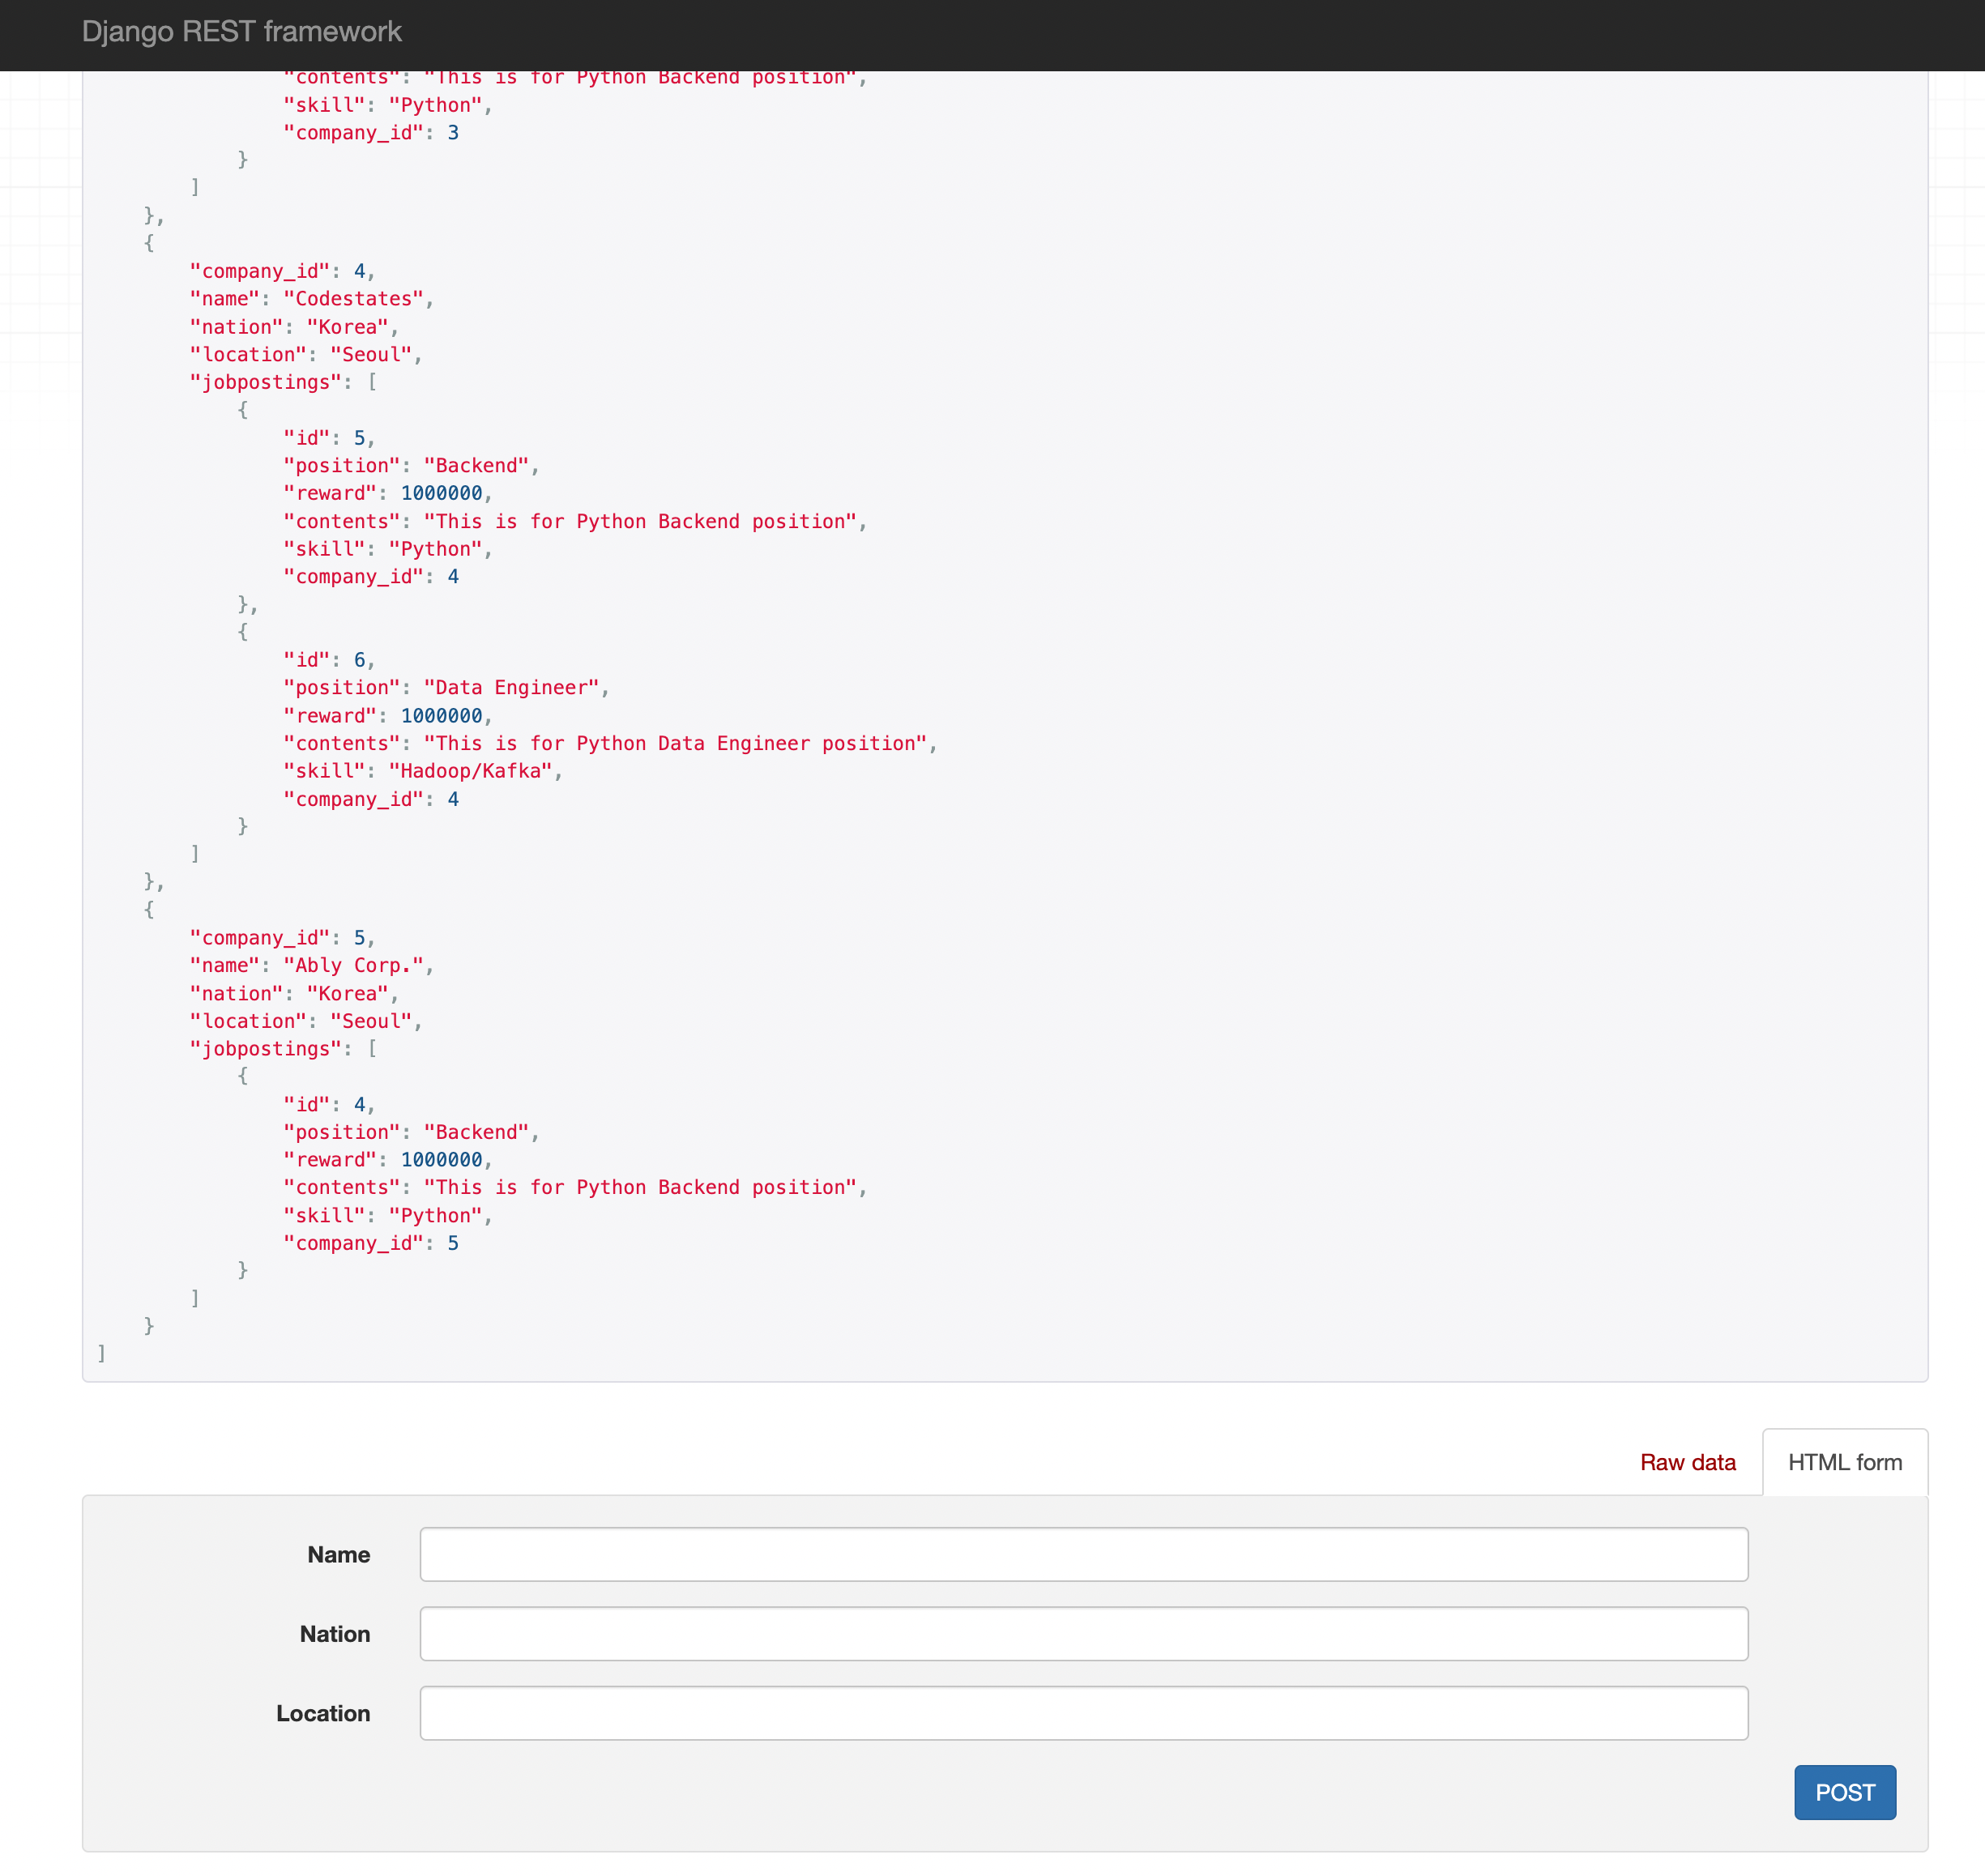 Django REST framework
"contents": "This is for Python Backend position",
"skill": "Python",
"company_id": 3
}
]
},
{
"company_id": 4,
"name": "Codestates",
"nation": "Korea",
"location": "Seoul",
"jobpostings": [
{
"id": 5,
"position": "Backend",
"reward": 1000000,
"contents": "This is for Python Backend position",
"skill": "Python",
"company_id": 4
},
{
"id": 6,
"position": "Data Engineer",
"reward": 1000000,
"contents": "This is for Python Data Engineer position",
"skill": "Hadoop/Kafka",
"company_id": 4
}
]
},
{
"company_id": 5,
"name": "Ably Corp.",
"nation": "Korea",
"location": "Seoul",
"jobpostings": [
{
"id": 4,
"position": "Backend",
"reward": 1000000,
"contents": "This is for Python Backend position",
"skill": "Python",
"company_id": 5
}
]
}
]
Raw data
HTML form
Name
Nation
Location
POST